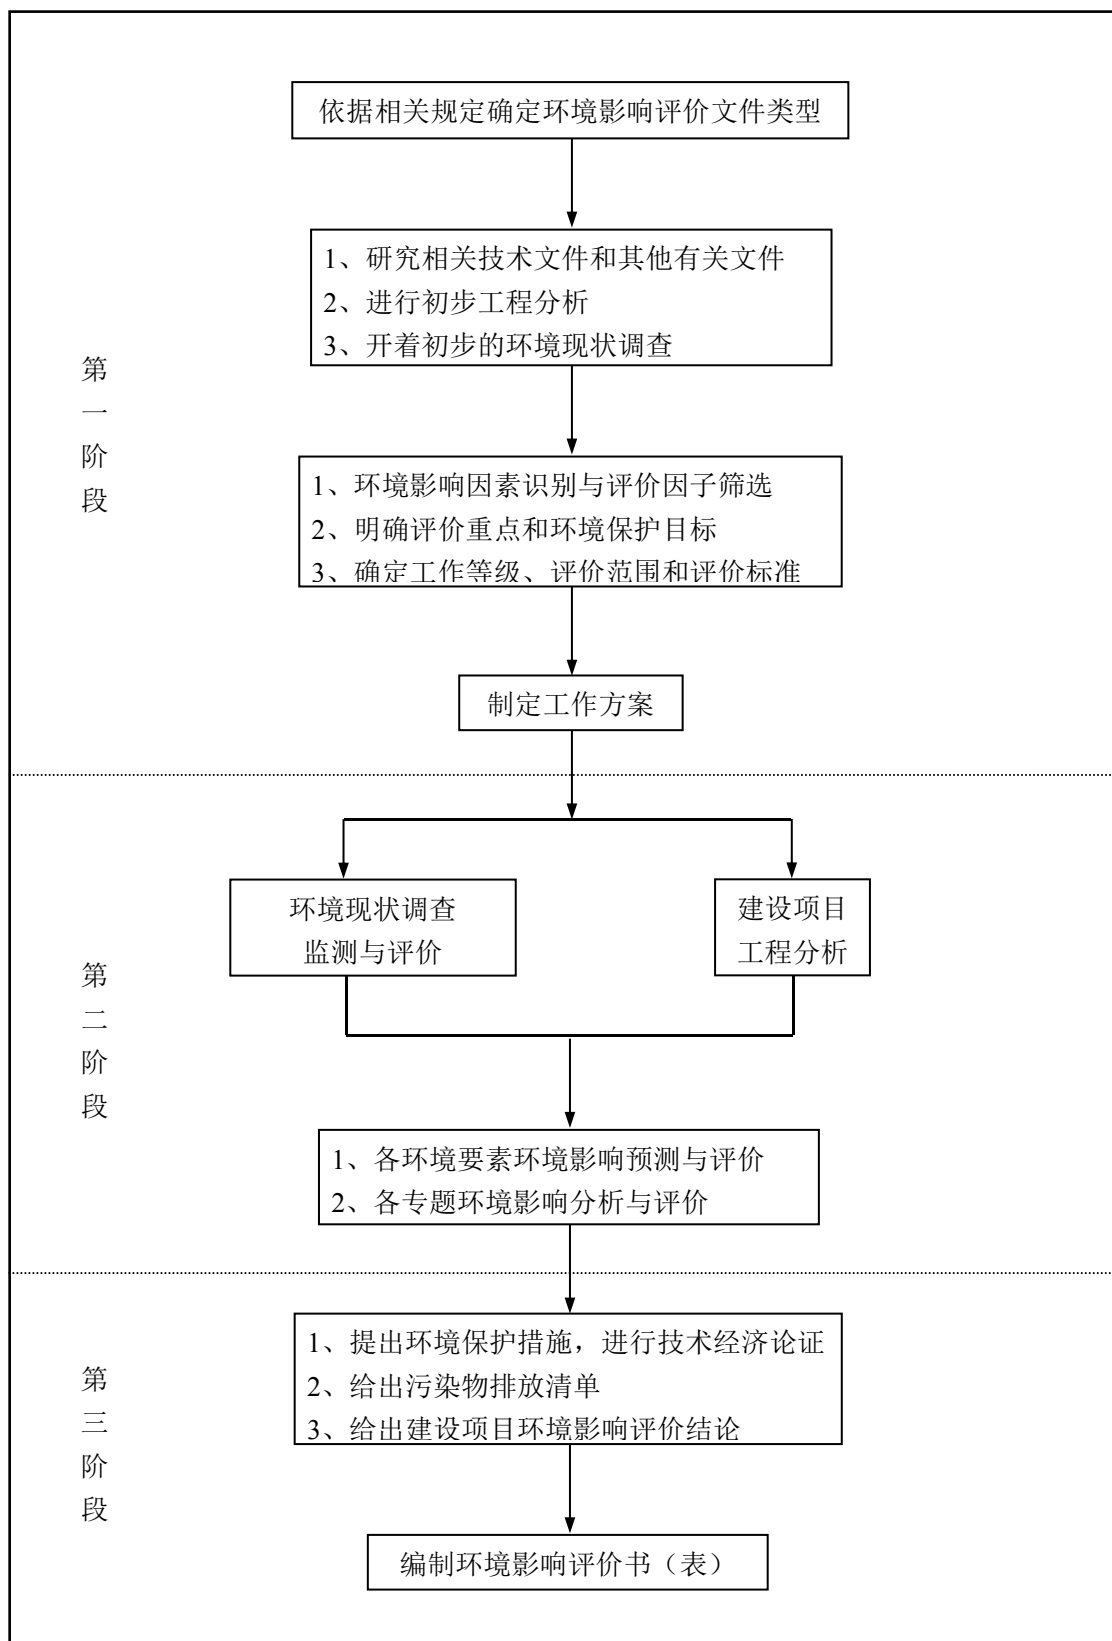 依据相关规定确定环境影响评价文件类型
1、研究相关技术文件和其他有关文件
2、进行初步工程分析
3、开着初步的环境现状调查
第
一
阶
段
1、环境影响因素识别与评价因子筛选
2、明确评价重点和环境保护目标
3、确定工作等级、评价范围和评价标准
制定工作方案
环境现状调查
监测与评价
建设项目
工程分析
第
二
阶
段
1、各环境要素环境影响预测与评价
2、各专题环境影响分析与评价
1、提出环境保护措施，进行技术经济论证
2、给出污染物排放清单
3、给出建设项目环境影响评价结论
第
三
阶
段
编制环境影响评价书（表）